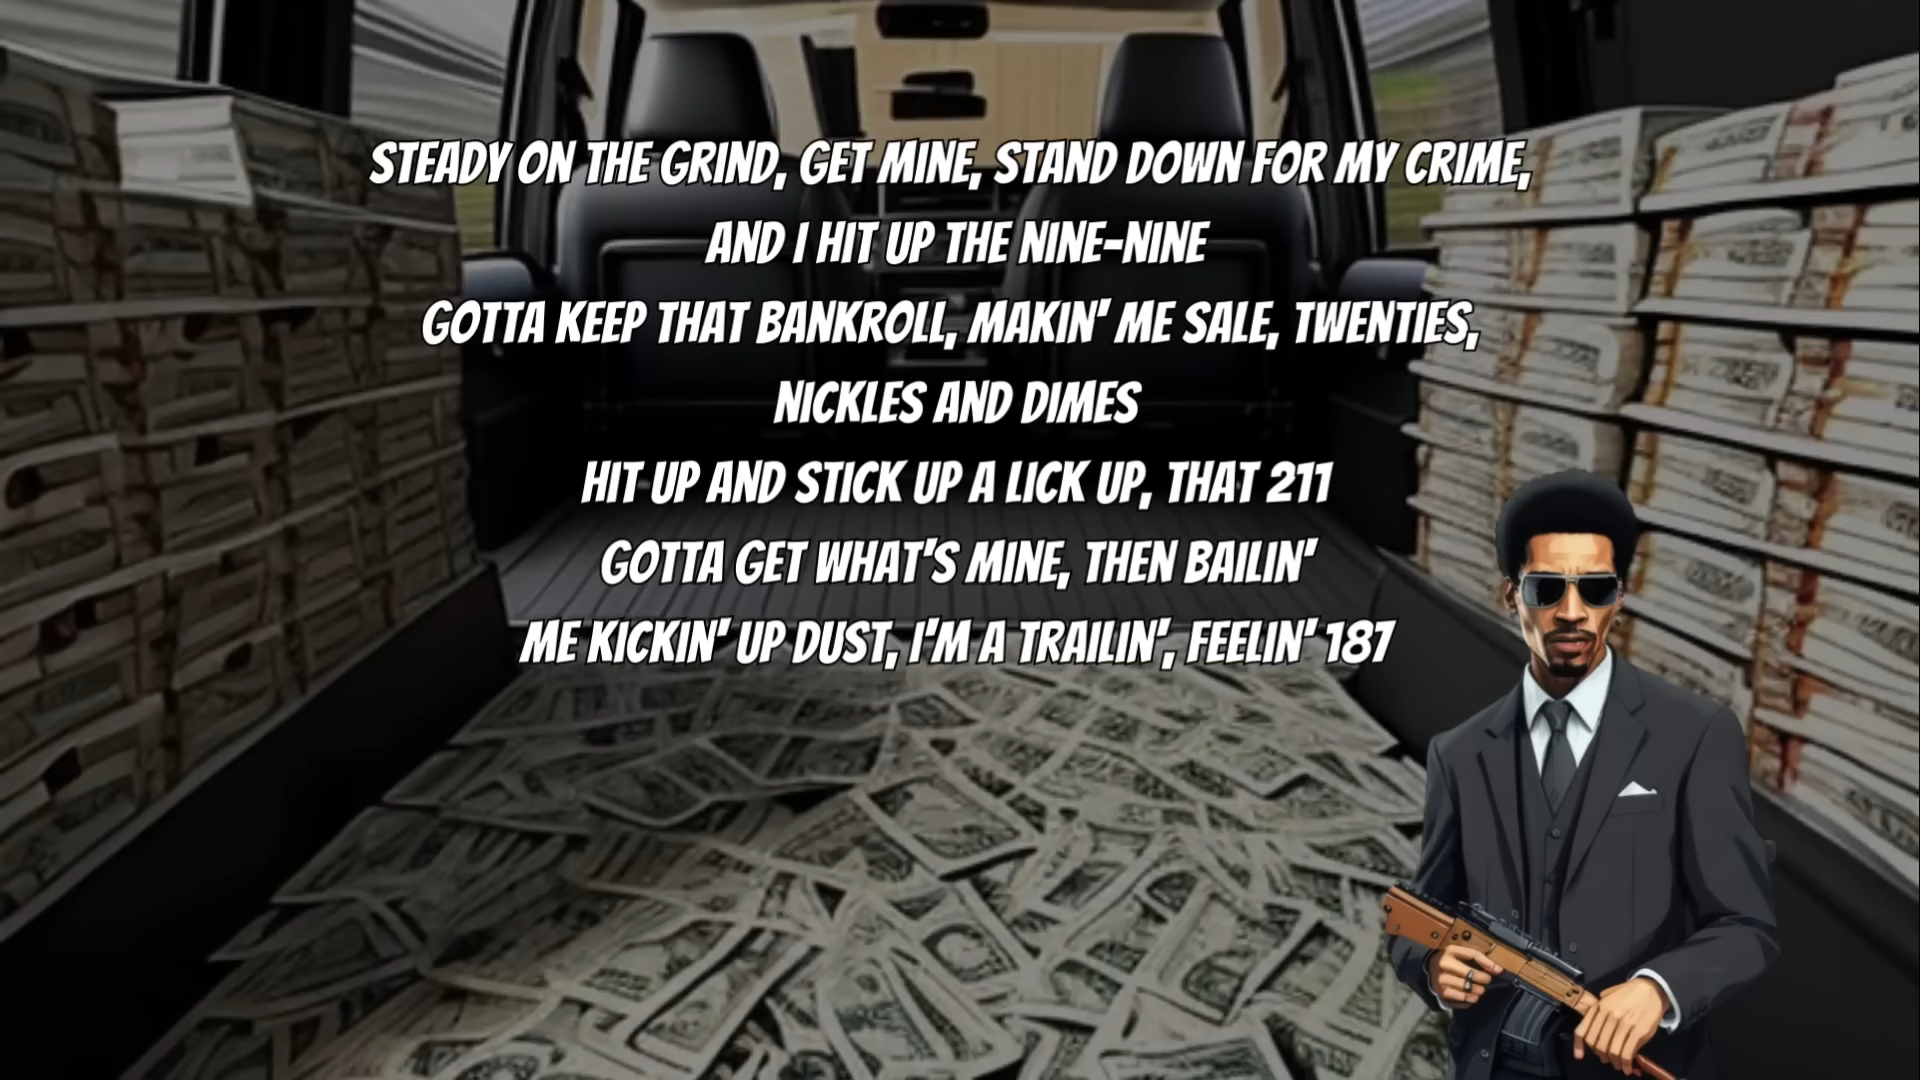 STEADY ON THE GRIND, GET MINE, STAND DOWN FOR MY CRIME,
AND I HIT UP THE NINE-NINE
GOTTA KEEP THAT BANKROLL, MAKIN' ME SALE, TWENTIES,
NICKLES AND DIMES
HIT UP AND STICK UP A LICK UP, THAT 211
GOTTA GET WHAT'S MINE, THEN BAILIN'
ME KICKIN' UP DUST, I'M A TRAILIN', FEELIN' 187